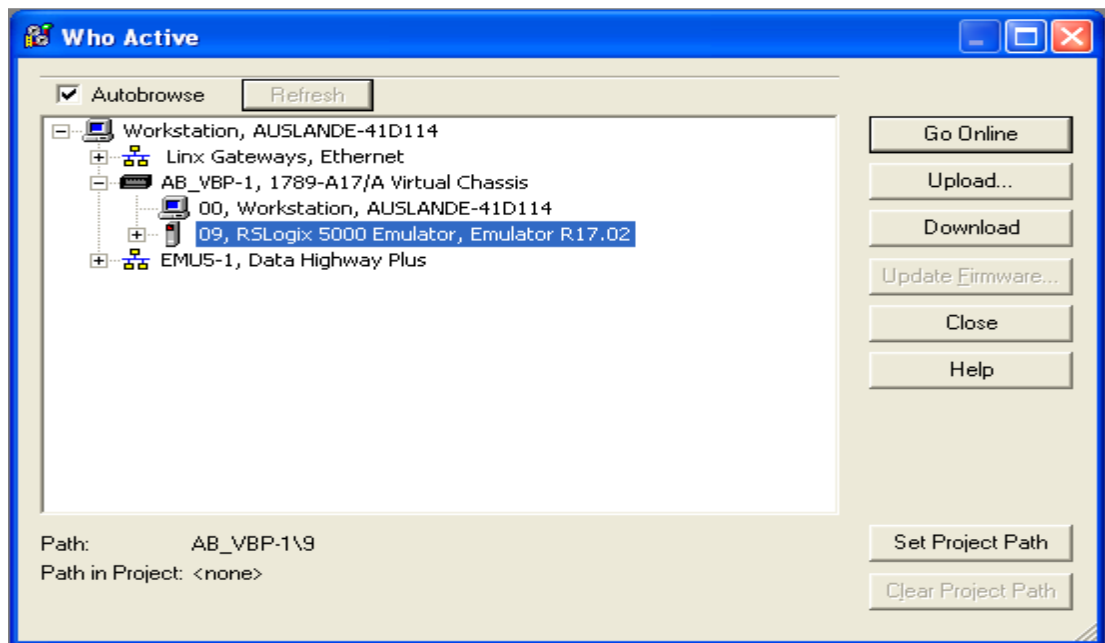 Who Active
Autobrowse
Refresh
Workstation, AUSLANDE-41D114
Linx Gateways, Ethernet
AB_VBP-1, 1789-A17/A Virtual Chassis
00, Workstation, AUSLANDE-41D114
09, RSLogix 5000 Emulator, Emulator R17.02
EMU5-1, Data Highway Plus
Go Online
Upload...
Download
Update Firmware...
Close
Help
Path: AB_VBP-1\9
Path in Project: <none>
Set Project Path
Clear Project Path